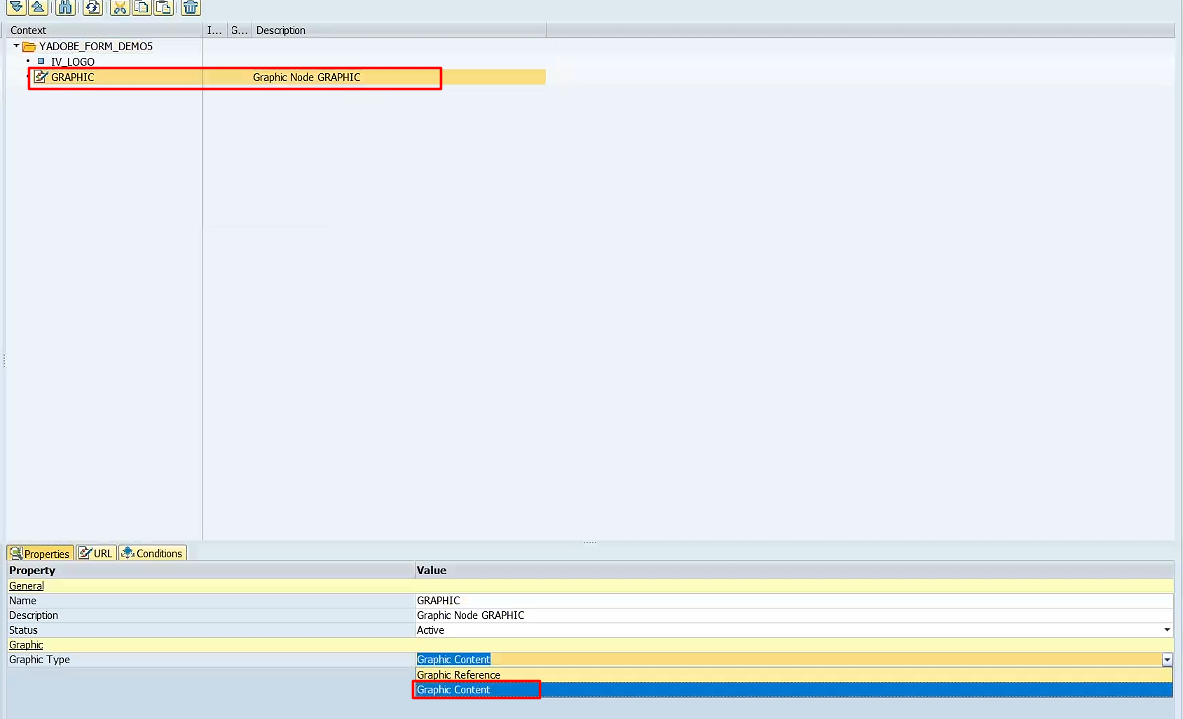 Context I... G... Description
YADOBE_FORM_DEMO5
IV_LOGO
GRAPHIC Graphic Node GRAPHIC
Properties URL Conditions
Property Value
General
Name GRAPHIC
Description Graphic Node GRAPHIC
Status Active
Graphic
Graphic Type Graphic Content
Graphic Reference
Graphic Content